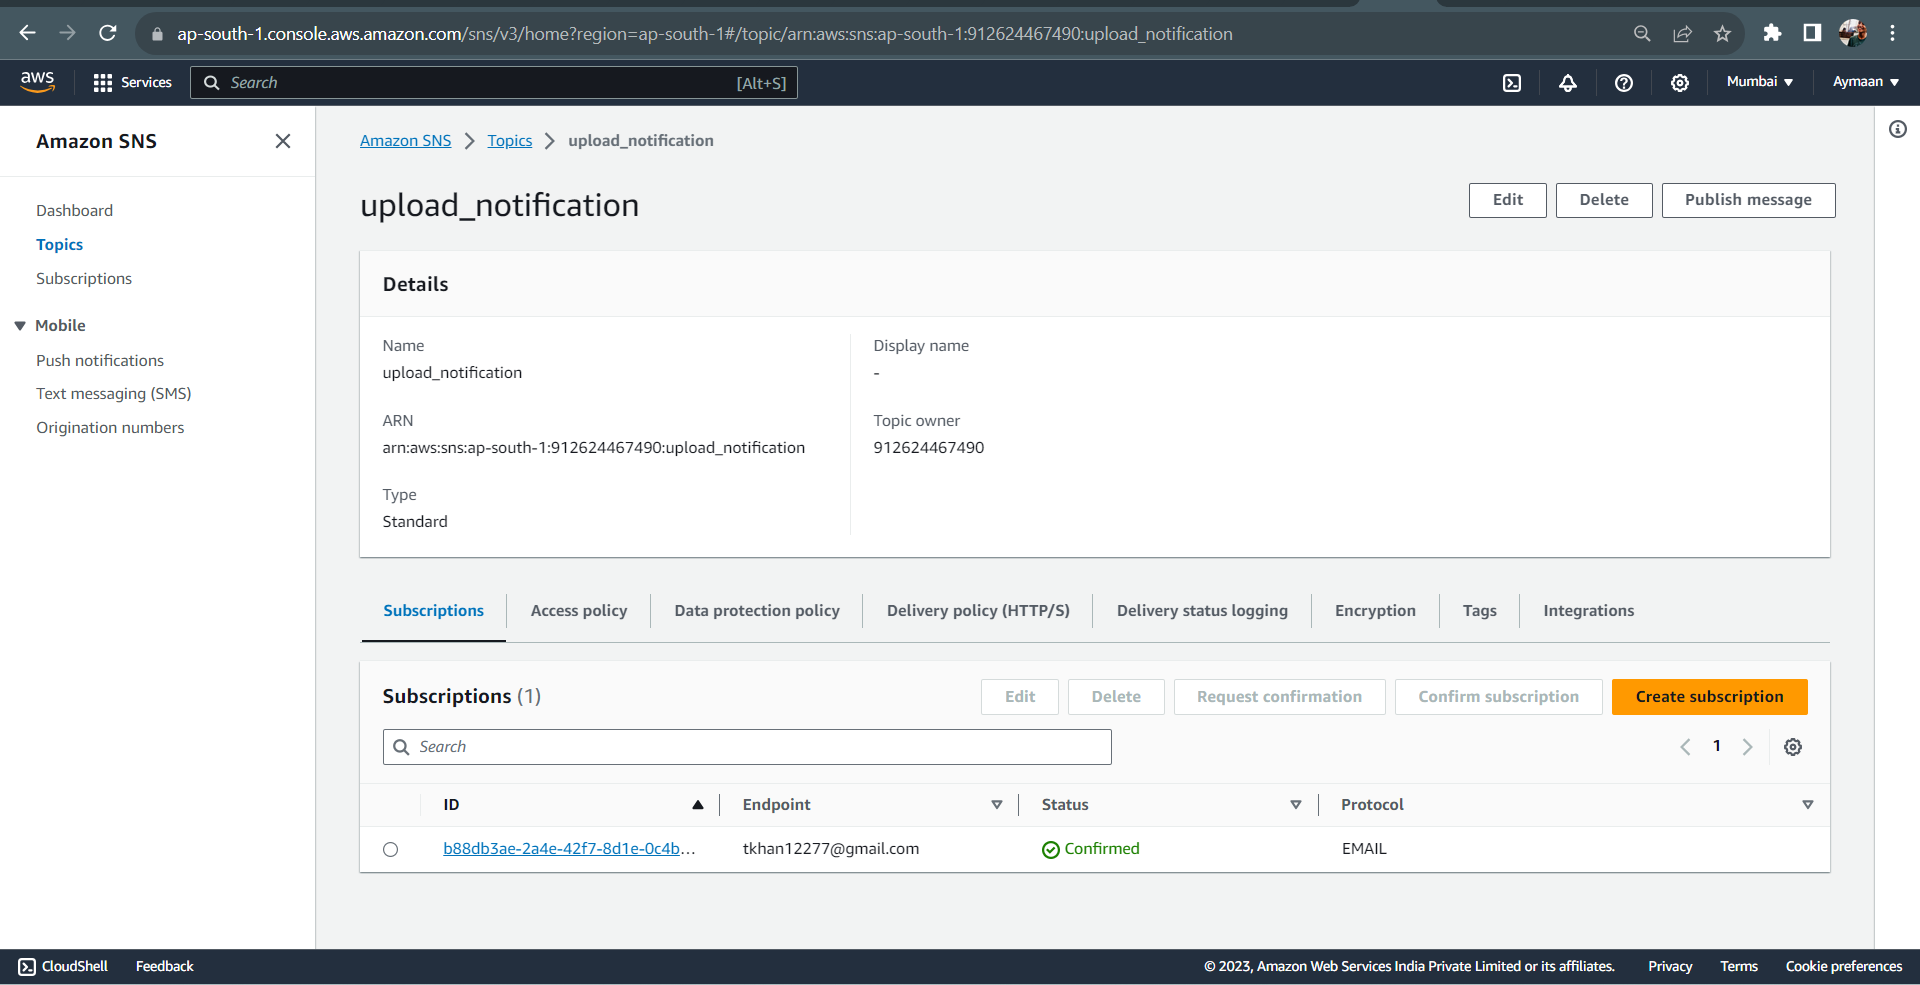 ap-south-1.console.aws.amazon.com/sns/v3/home?region=ap-south-1#/topic/arn:aws:sns:ap-south-1:912624467490:upload_notification
aws Services Search [Alt+S] Mumbai Aymaan
Amazon SNS
Dashboard
Topics
Subscriptions
Mobile
Push notifications
Text messaging (SMS)
Origination numbers
Amazon SNS Topics upload_notification
upload_notification
Edit Delete Publish message
Details
Name
upload_notification
ARN
arn:aws:sns:ap-south-1:912624467490:upload_notification
Type
Standard
Display name
-
Topic owner
912624467490
Subscriptions Access policy Data protection policy Delivery policy (HTTP/S) Delivery status logging Encryption Tags Integrations
Subscriptions (1)
Edit Delete Request confirmation Confirm subscription Create subscription
Search
1
ID Endpoint Status Protocol
b88db3ae-2a4e-42f7-8d1e-0c4b... tkhan12277@gmail.com Confirmed EMAIL
CloudShell Feedback © 2023, Amazon Web Services India Private Limited or its affiliates. Privacy Terms Cookie preferences